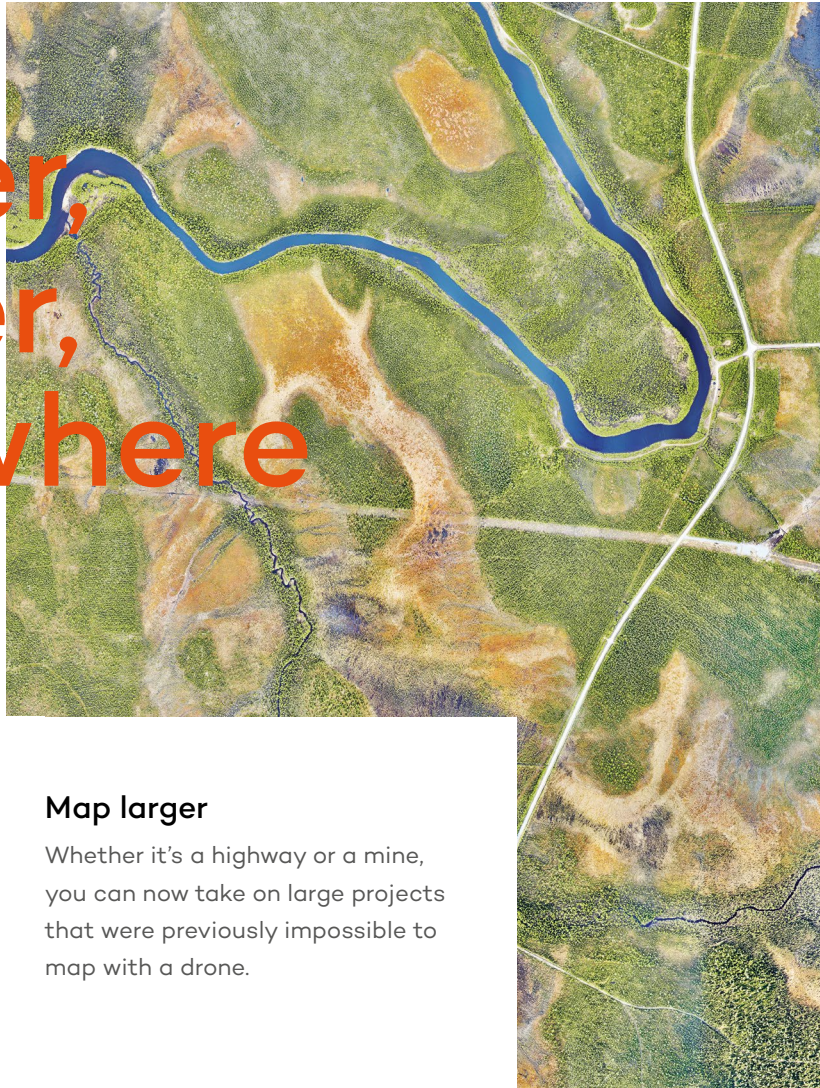 er,
er,
where
Map larger
Whether it’s a highway or a mine,
you can now take on large projects
that were previously impossible to
map with a drone.